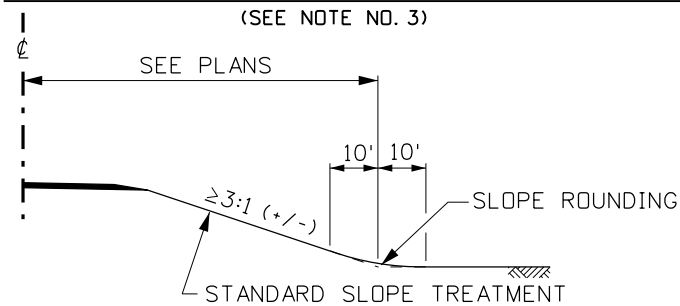 (SEE NOTE NO. 3)
℄
SEE PLANS
10' 10'
≥3:1 (+/-)
SLOPE ROUNDING
STANDARD SLOPE TREATMENT